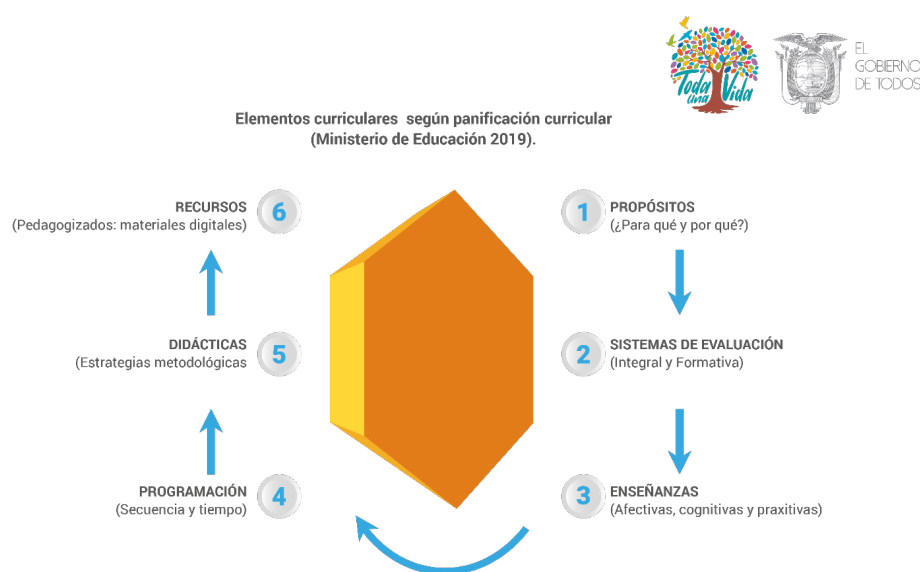 Toda
una
Vida
EL
GOBIERNO
DE TODOS
Elementos curriculares según panificación curricular
(Ministerio de Educación 2019).
RECURSOS
(Pedagogizados: materiales digitales)
6
1
PROPÓSITOS
(¿Para qué y por qué?)
DIDÁCTICAS
(Estrategias metodológicas
5
2
SISTEMAS DE EVALUACIÓN
(Integral y Formativa)
PROGRAMACIÓN
(Secuencia y tiempo)
4
3
ENSEÑANZAS
(Afectivas, cognitivas y praxitivas)